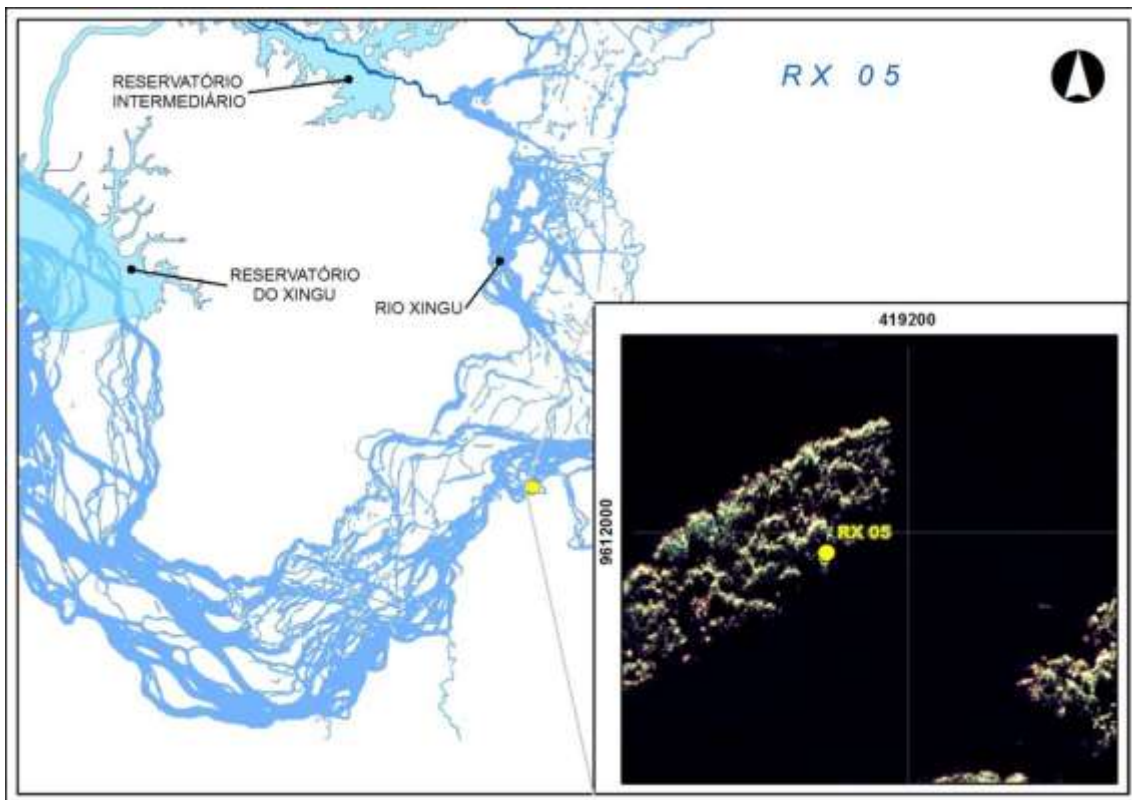 RX 05
RESERVATÓRIO
INTERMEDIÁRIO
RESERVATÓRIO
DO XINGU
RIO XINGU
419200
9612000
RX 05